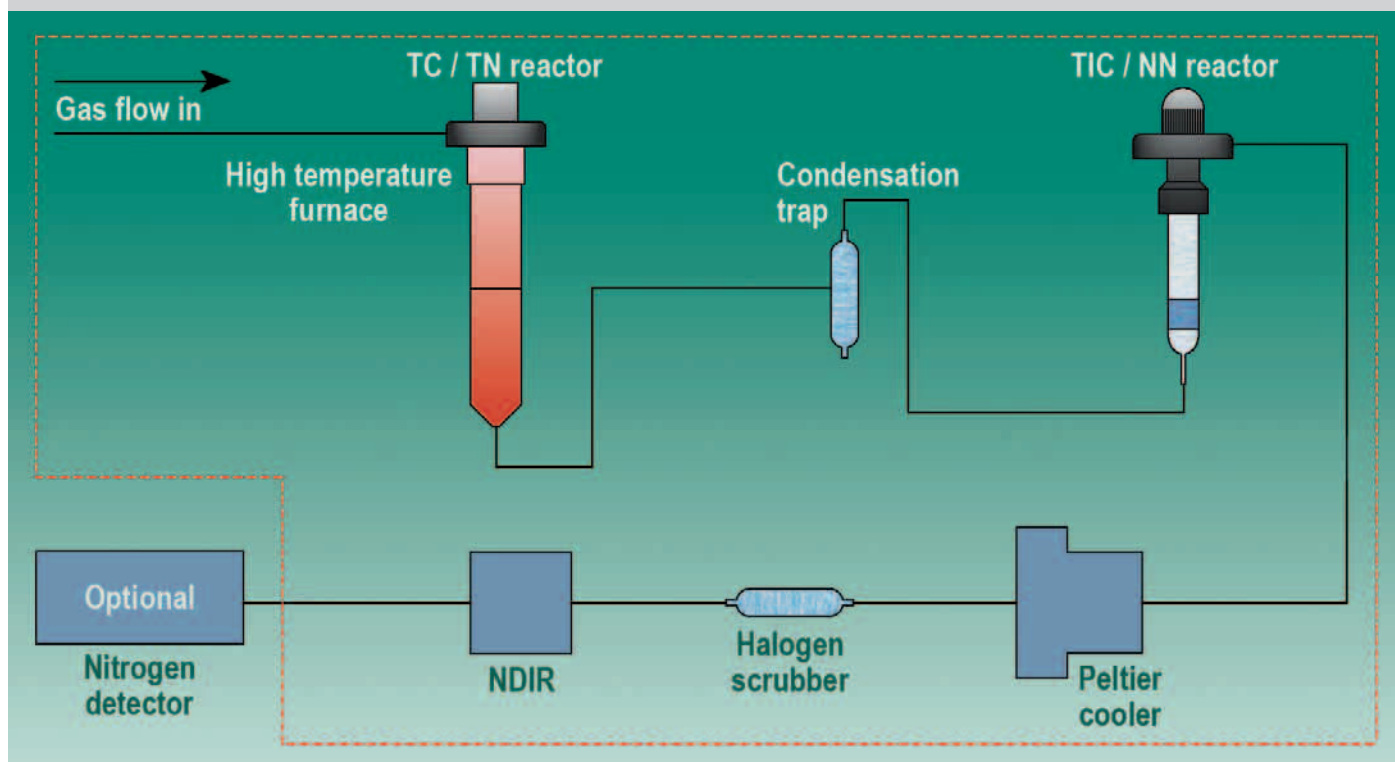 TC / TN reactor
TIC / NN reactor
Gas flow in
High temperature
furnace
Condensation
trap
Optional
Nitrogen
detector
NDIR
Halogen
scrubber
Peltier
cooler